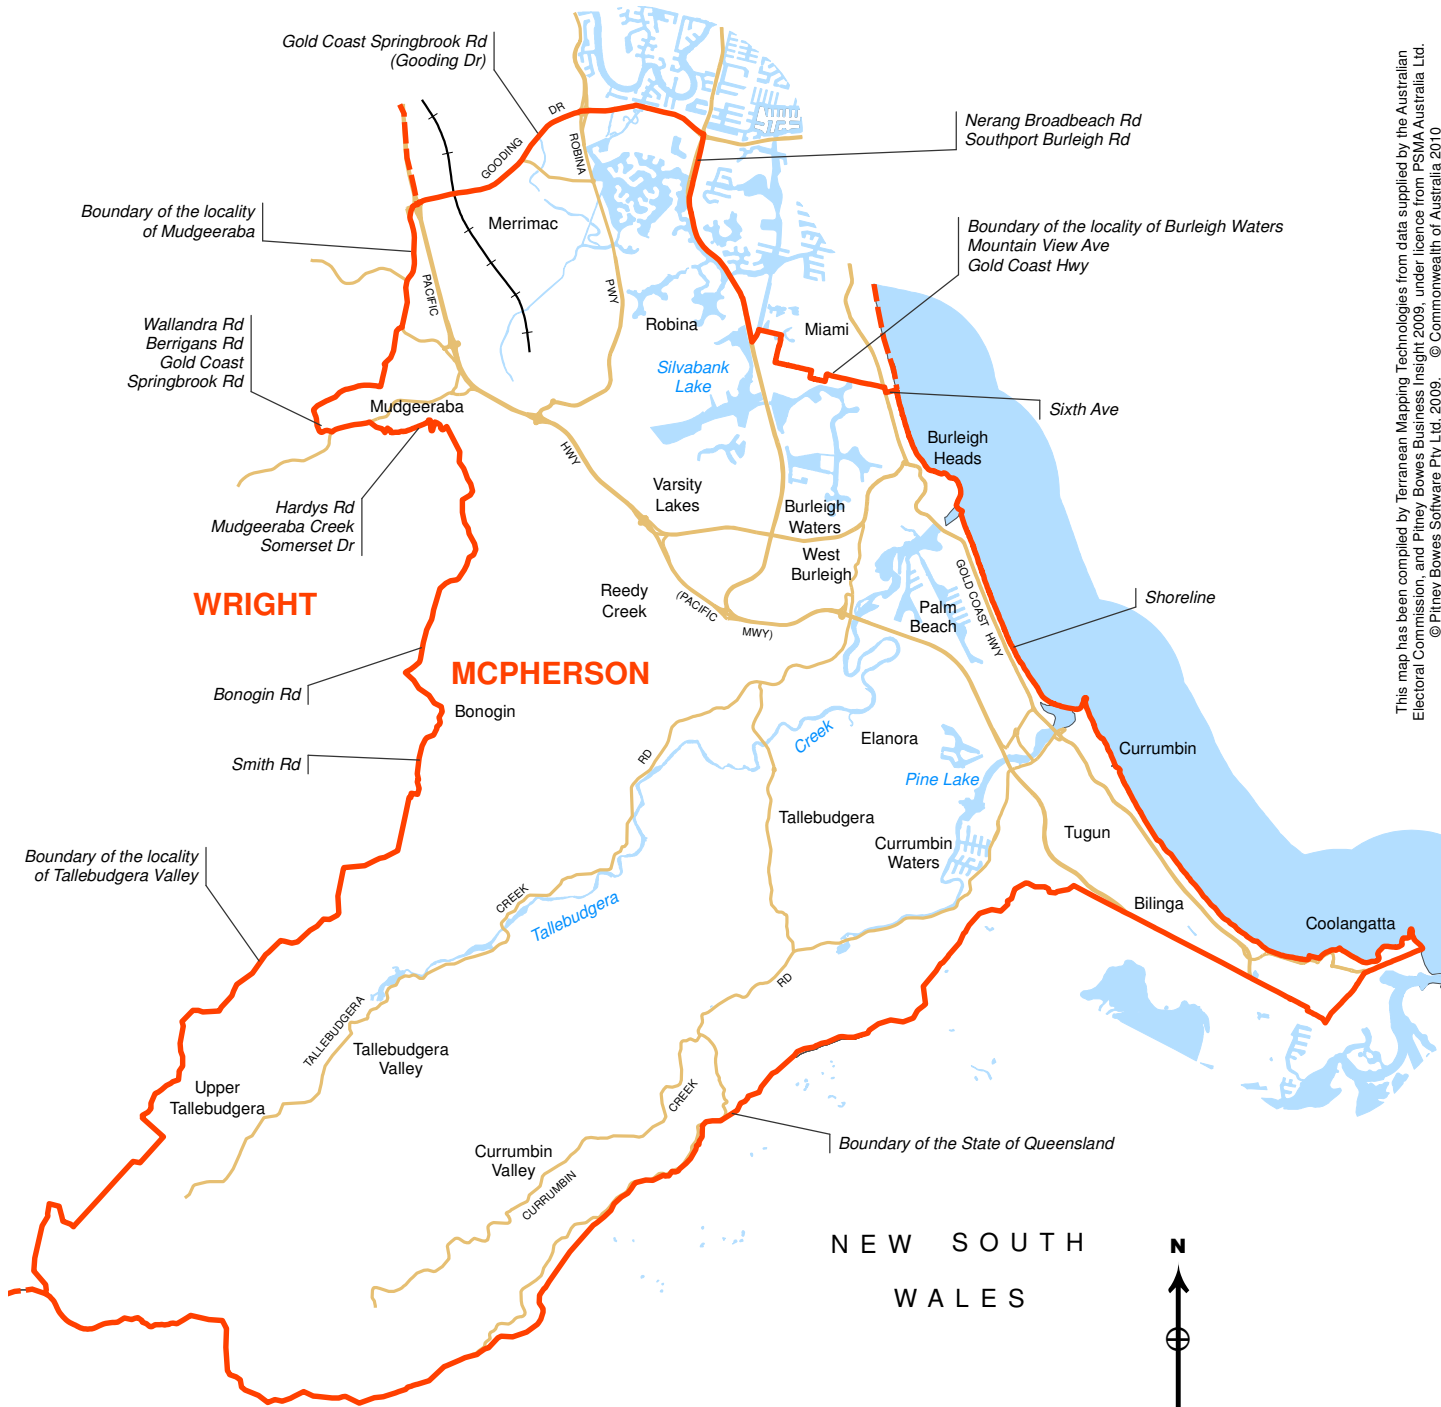 Gold Coast Springbrook Rd
(Gooding Dr)
Nerang Broadbeach Rd
Southport Burleigh Rd
Boundary of the locality
of Mudgeeraba
Boundary of the locality of Burleigh Waters
Mountain View Ave
Gold Coast Hwy
Wallandra Rd
Berrigans Rd
Gold Coast
Springbrook Rd
Sixth Ave
Hardys Rd
Mudgeeraba Creek
Somerset Dr
Shoreline
Bonogin Rd
Smith Rd
Boundary of the locality
of Tallebudgera Valley
Boundary of the State of Queensland
GOODING
DR
ROBINA
PWY
PACIFIC
HWY
(PACIFIC
MWY)
GOLD COAST
HWY
Merrimac
Robina
Miami
Silvabank
Lake
Mudgeeraba
Burleigh
Heads
Varsity
Lakes
Burleigh
Waters
West
Burleigh
Reedy
Creek
Palm
Beach
WRIGHT
MCPHERSON
Bonogin
Creek
Elanora
Pine Lake
Currumbin
RD
Tallebudgera
Currumbin
Waters
Tugun
CREEK
Tallebudgera
Bilinga
Coolangatta
RD
TALLEBUDGERA
Tallebudgera
Valley
Upper
Tallebudgera
CREEK
Currumbin
Valley
CURRUMBIN
NEW SOUTH
WALES
N
This map has been compiled by Terranean Mapping Technologies from data supplied by the Australian
Electoral Commission, and Pitney Bowes Business Insight 2009, under licence from PSMA Australia Ltd.
© Pitney Bowes Software Pty Ltd, 2009. © Commonwealth of Australia 2010